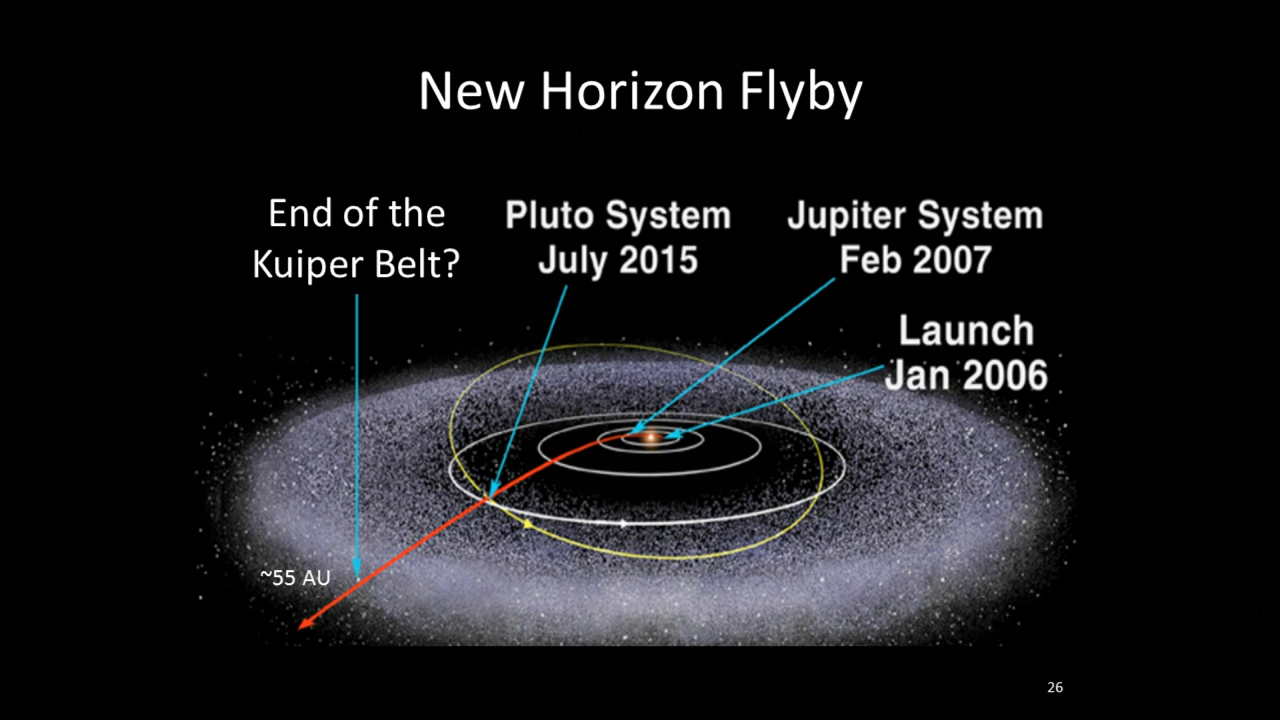 New Horizon Flyby
End of the
Kuiper Belt?
Pluto System
July 2015
Jupiter System
Feb 2007
Launch
Jan 2006
~55 AU
26